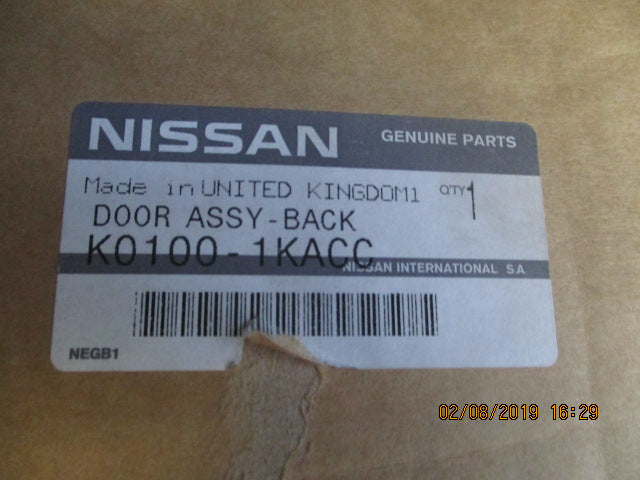 NISSAN GENUINE PARTS
Made in UNITED KINGDOM1 QTY 1
DOOR ASSY-BACK
K0100-1KACC
NISSAN INTERNATIONAL S.A.
NEGB1
02/08/2019 16:29